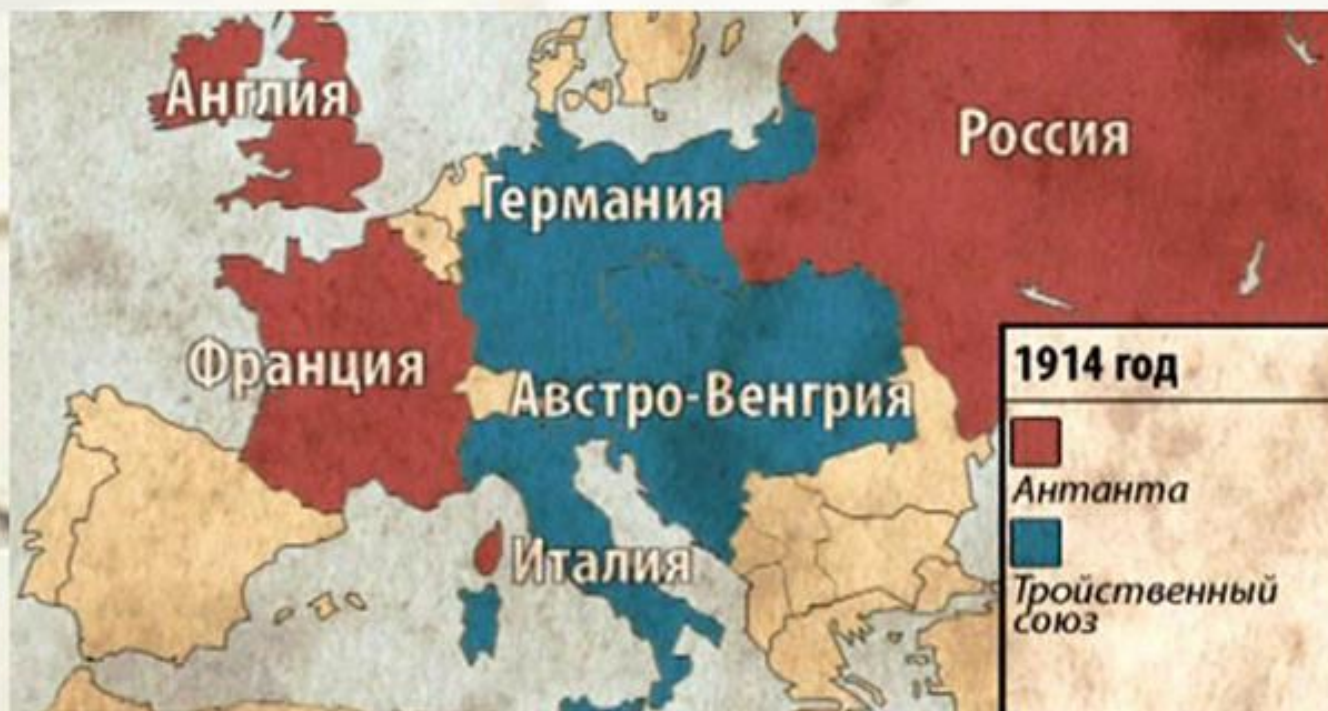 Англия
Россия
Германия
Франция
Австро-Венгрия
Италия
1914 год
Антанта
Тройственный
союз